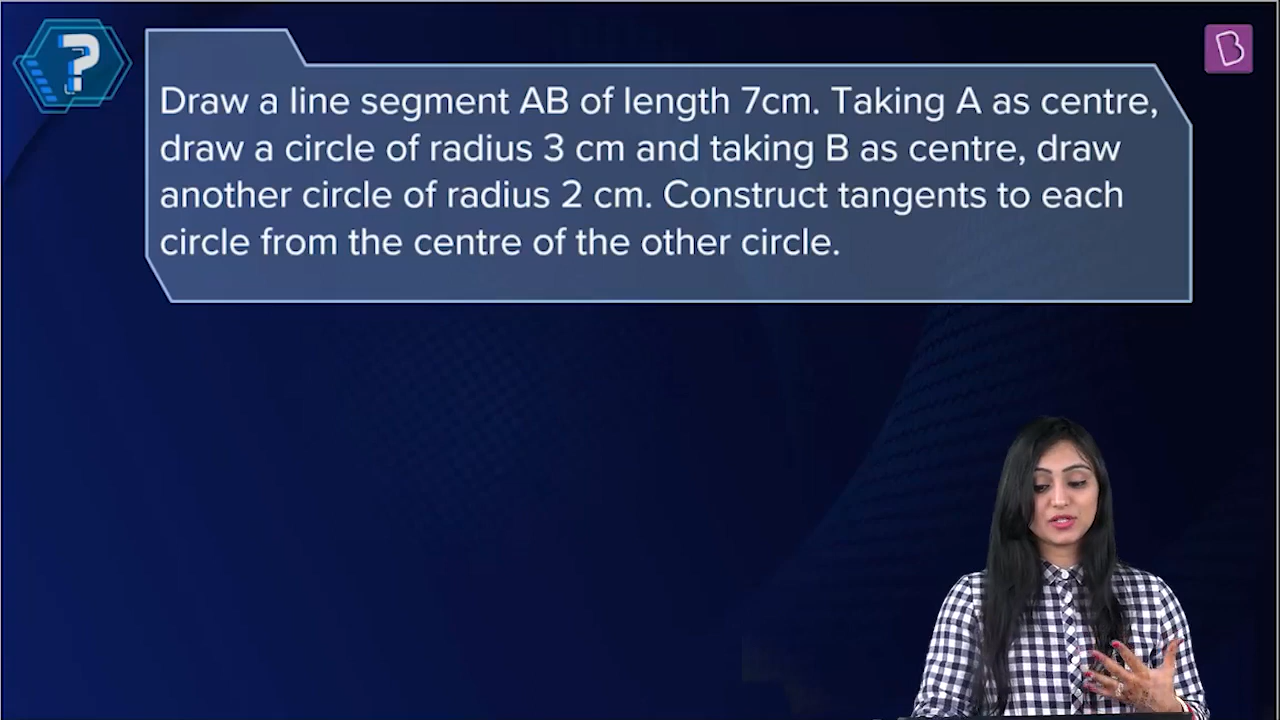 ?
Draw a line segment AB of length 7cm. Taking A as centre,
draw a circle of radius 3 cm and taking B as centre, draw
another circle of radius 2 cm. Construct tangents to each
circle from the centre of the other circle.
B